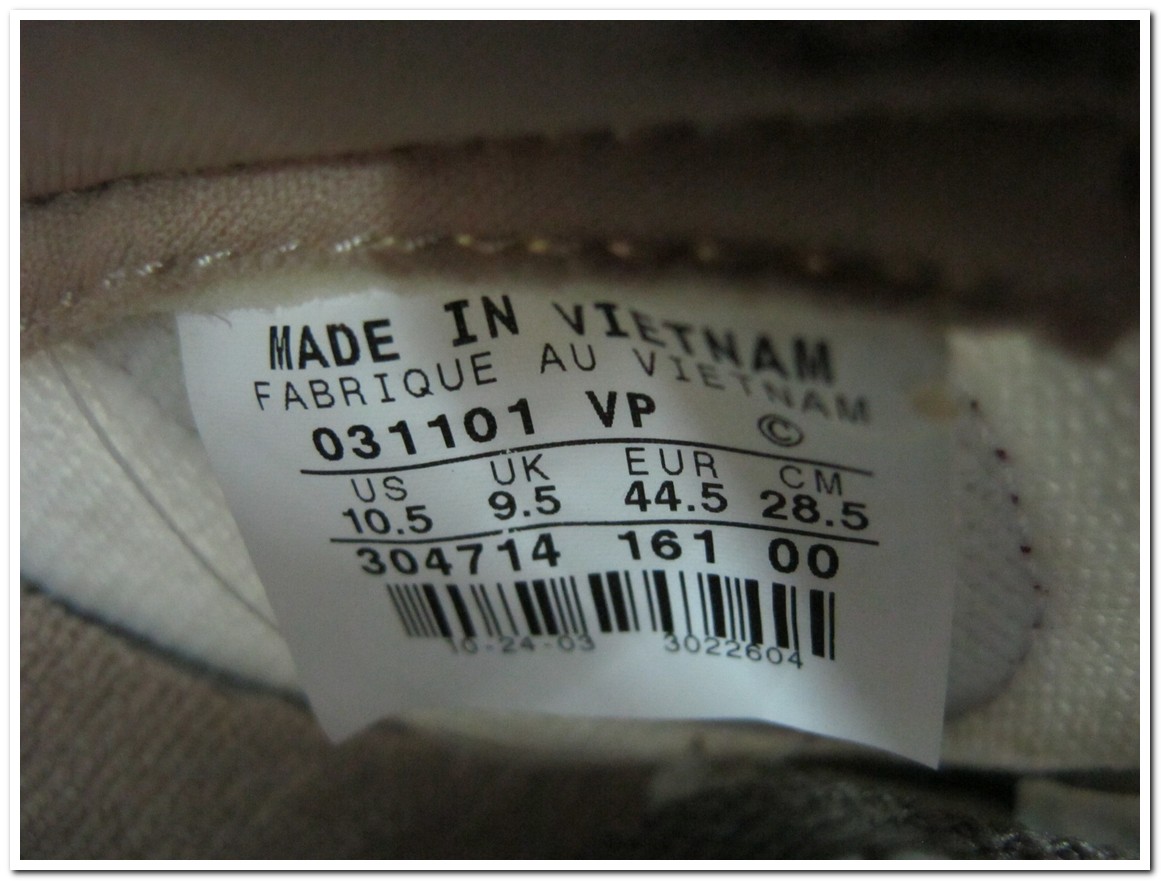 MADE IN VIETNAM
FABRIQUE AU VIETNAM
031101 VP ©
US UK EUR CM
10.5 9.5 44.5 28.5
304714 161 00
10-24-03 3022604